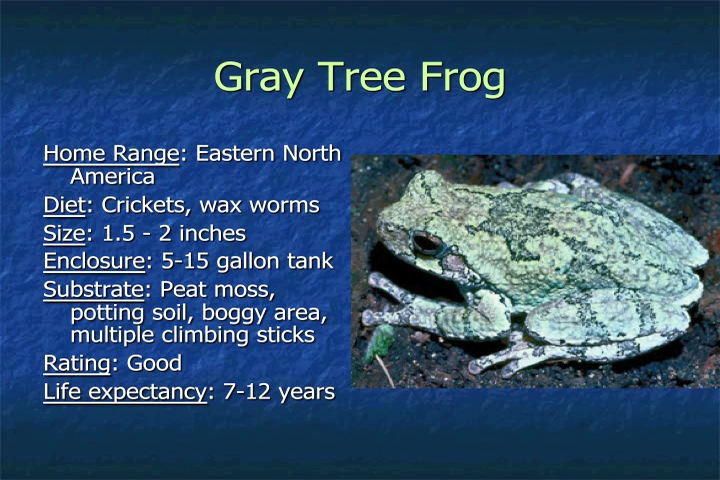 Gray Tree Frog
Home Range: Eastern North
America
Diet: Crickets, wax worms
Size: 1.5 - 2 inches
Enclosure: 5-15 gallon tank
Substrate: Peat moss,
potting soil, boggy area,
multiple climbing sticks
Rating: Good
Life expectancy: 7-12 years